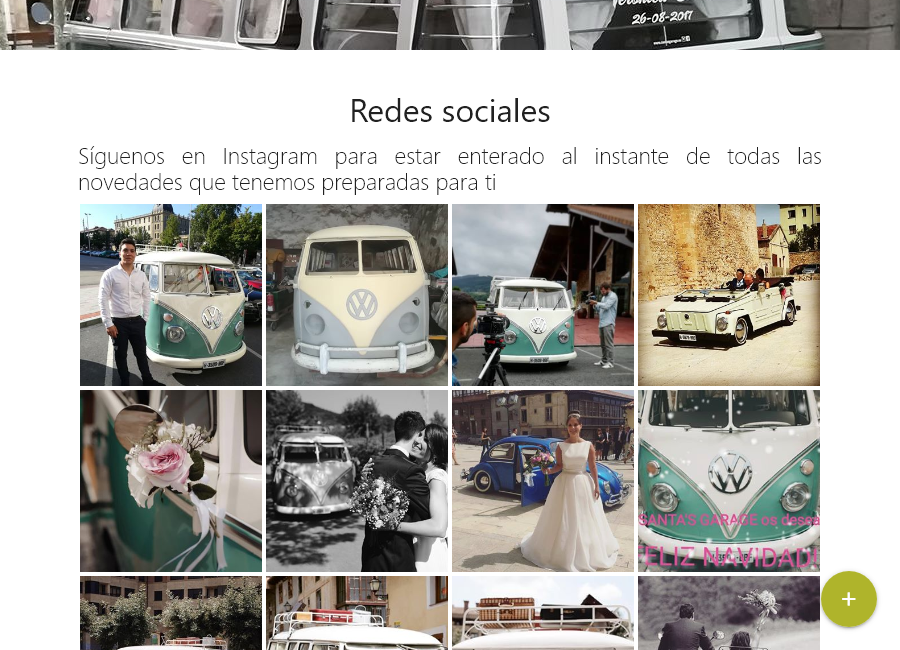 26-08-2017
Redes sociales
Síguenos en Instagram para estar enterado al instante de todas las
novedades que tenemos preparadas para ti
SANTA'S GARAGE os desea
FELIZ NAVIDAD!